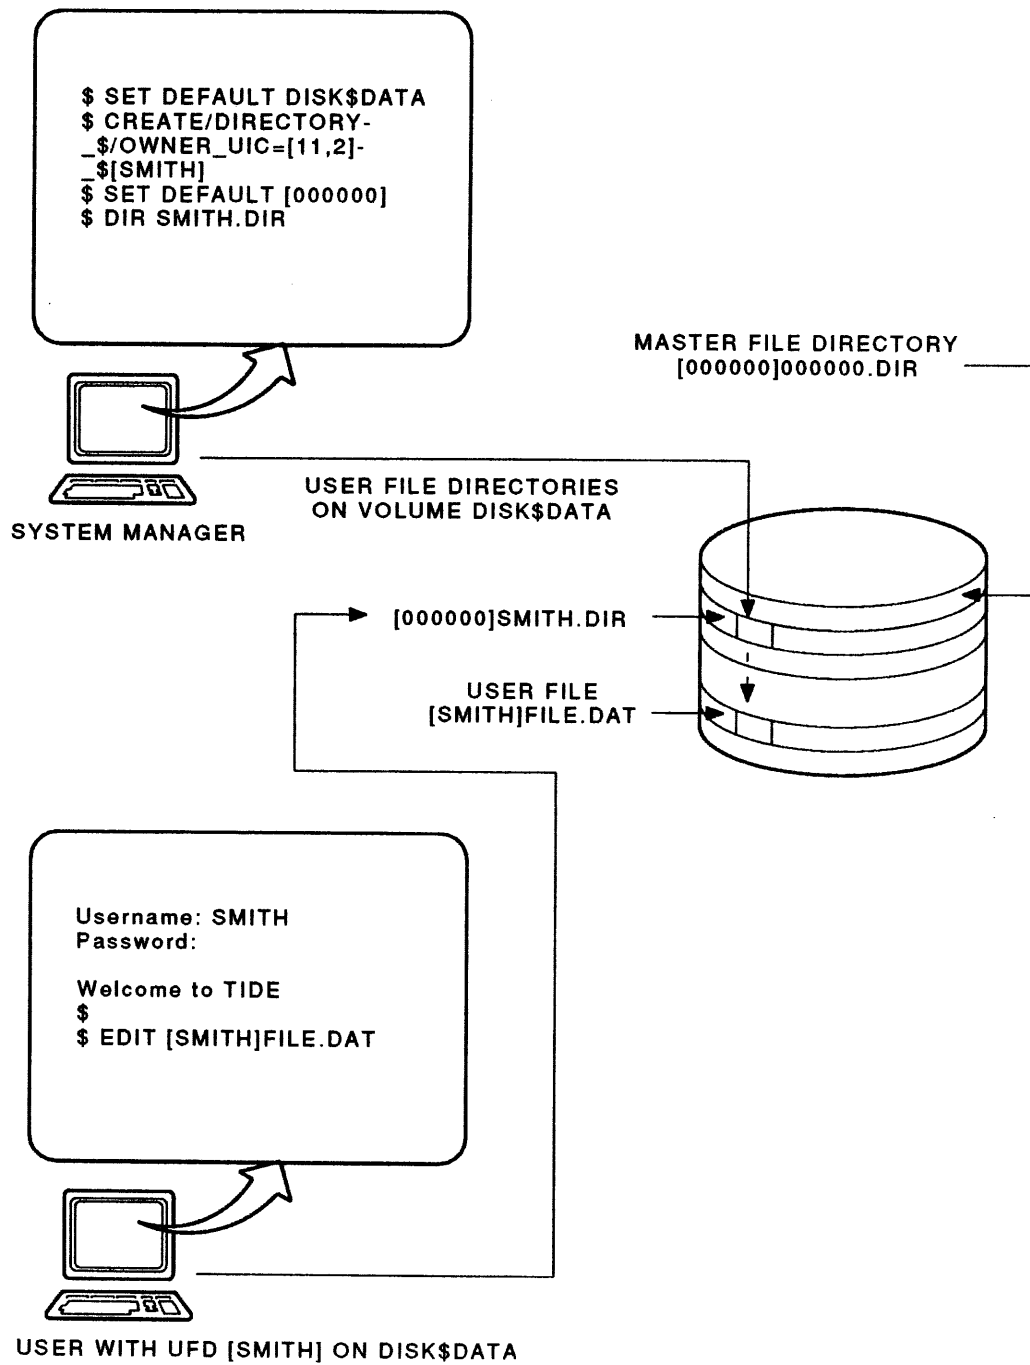 $ SET DEFAULT DISK$DATA
$ CREATE/DIRECTORY-
_$/OWNER_UIC=[11,2]-
_$[SMITH]
$ SET DEFAULT [000000]
$ DIR SMITH.DIR
MASTER FILE DIRECTORY
[000000]000000.DIR
USER FILE DIRECTORIES
ON VOLUME DISK$DATA
SYSTEM MANAGER
[000000]SMITH.DIR
USER FILE
[SMITH]FILE.DAT
Username: SMITH
Password:
Welcome to TIDE
$
$ EDIT [SMITH]FILE.DAT
USER WITH UFD [SMITH] ON DISK$DATA